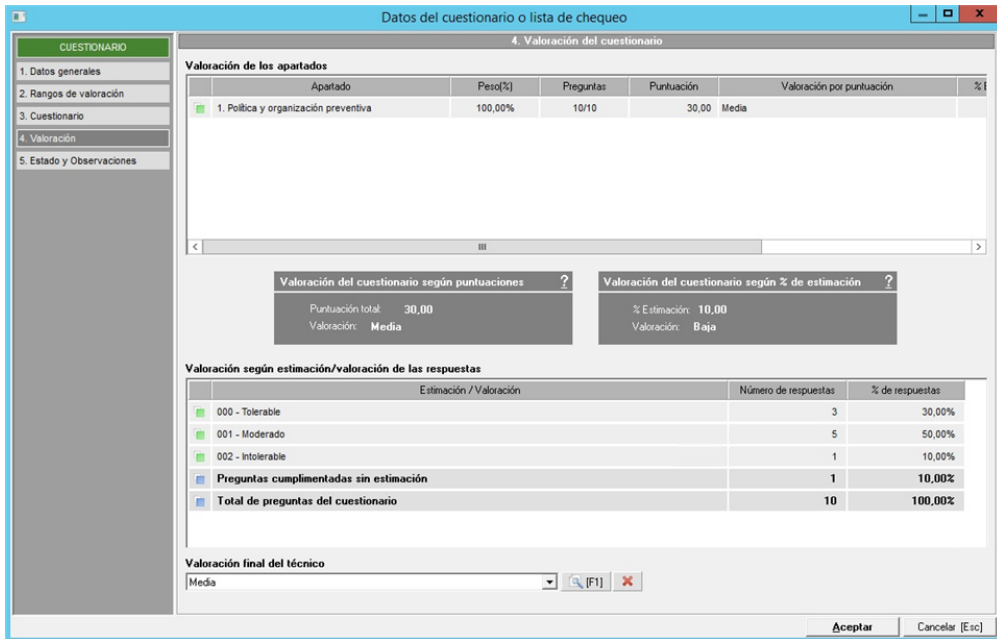 Datos del cuestionario o lista de chequeo
CUESTIONARIO
1. Datos generales
2. Rangos de valoración
3. Cuestionario
4. Valoración
5. Estado y Observaciones
4. Valoración del cuestionario
Valoración de los apartados
Apartado Peso(%) Preguntas Puntuación Valoración por puntuación % E
1. Política y organización preventiva 100,00% 10/10 30,00 Media
Valoración del cuestionario según puntuaciones ?
Puntuación total: 30,00
Valoración: Media
Valoración del cuestionario según % de estimación ?
% Estimación: 10,00
Valoración: Baja
Valoración según estimación/valoración de las respuestas
Estimación / Valoración Número de respuestas % de respuestas
000 - Tolerable 3 30,00%
001 - Moderado 5 50,00%
002 - Intolerable 1 10,00%
Preguntas cumplimentadas sin estimación 1 10,00%
Total de preguntas del cuestionario 10 100,00%
Valoración final del técnico
Media [F1]
Aceptar Cancelar [Esc]